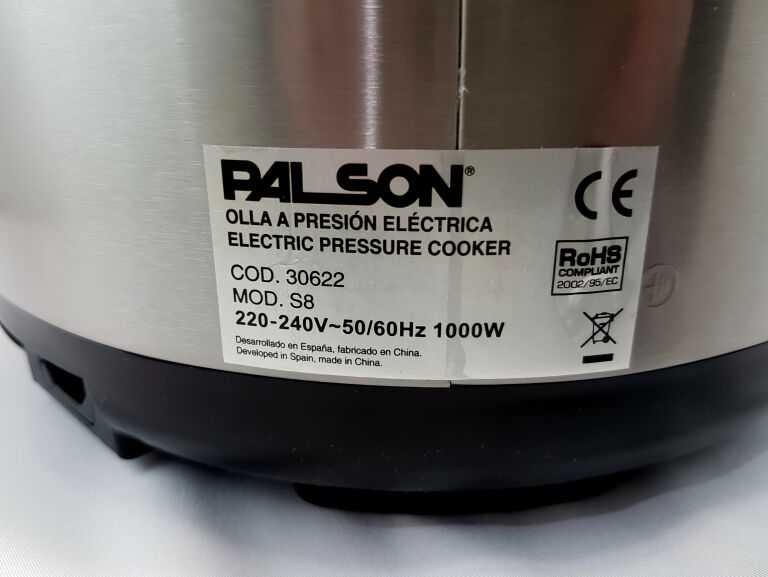 PALSON®
OLLA A PRESIÓN ELÉCTRICA
ELECTRIC PRESSURE COOKER
COD. 30622
MOD. S8
220-240V~50/60Hz 1000W
Desarrollado en España, fabricado en China.
Developed in Spain, made in China.
CE
RoHS
COMPLIANT
2002/95/EC